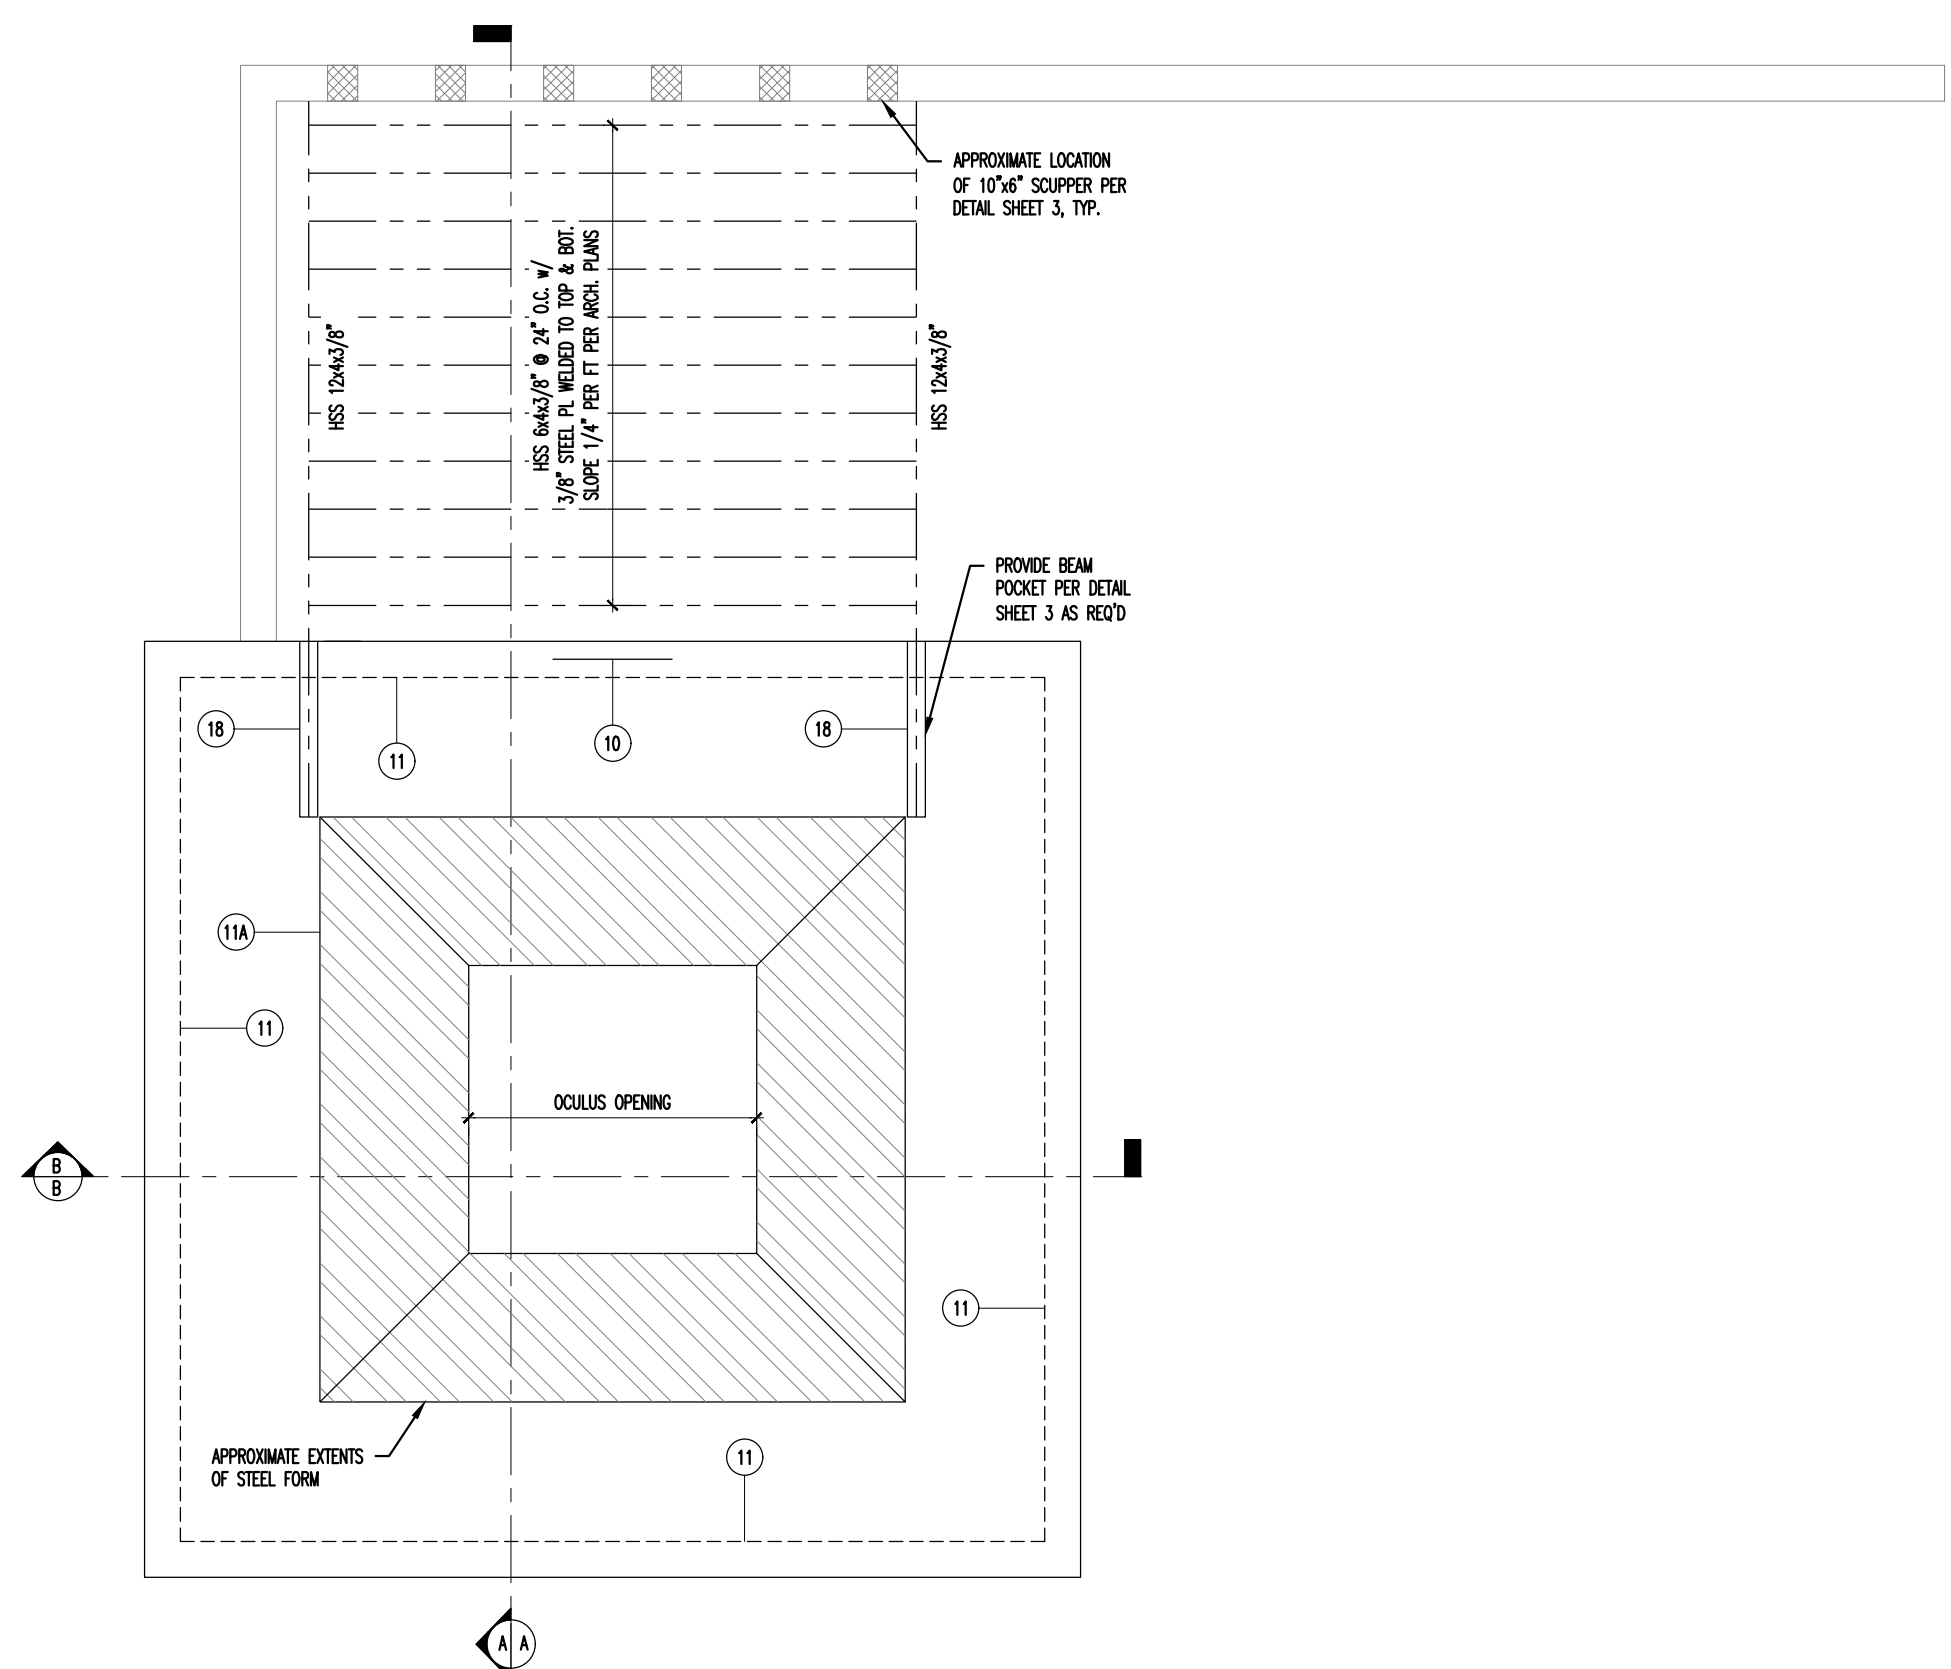 APPROXIMATE LOCATION
OF 10"x6" SCUPPER PER
DETAIL SHEET 3, TYP.
HSS 12x4x3/8"
HSS 6x4x3/8" @ 24" O.C. w/
3/8" STEEL PL WELDED TO TOP & BOT.
SLOPE 1/4" PER FT PER ARCH. PLANS
HSS 12x4x3/8"
PROVIDE BEAM
POCKET PER DETAIL
SHEET 3 AS REQ'D
18
11
10
18
11A
11
OCULUS OPENING
B
B
11
APPROXIMATE EXTENTS
OF STEEL FORM
11
A A